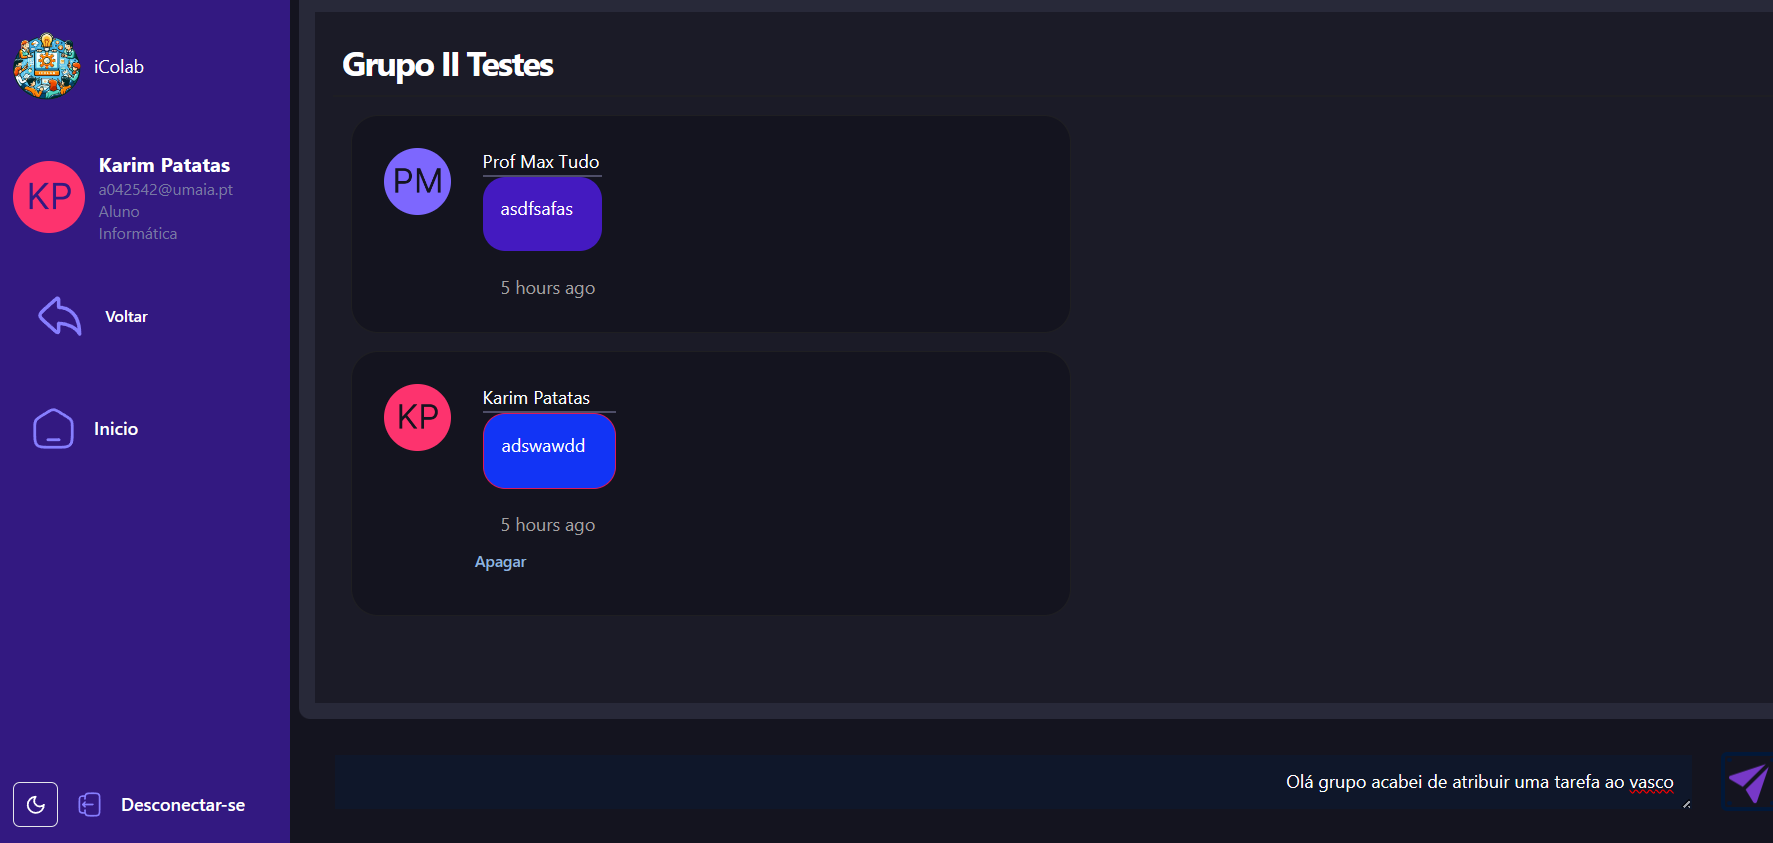 iColab
KP
Karim Patatas
a042542@umaia.pt
Aluno
Informática
Voltar
Inicio
Desconectar-se
Grupo II Testes
PM
Prof Max Tudo
asdfsafas
5 hours ago
KP
Karim Patatas
adswawdd
5 hours ago
Apagar
Olá grupo acabei de atribuir uma tarefa ao vasco